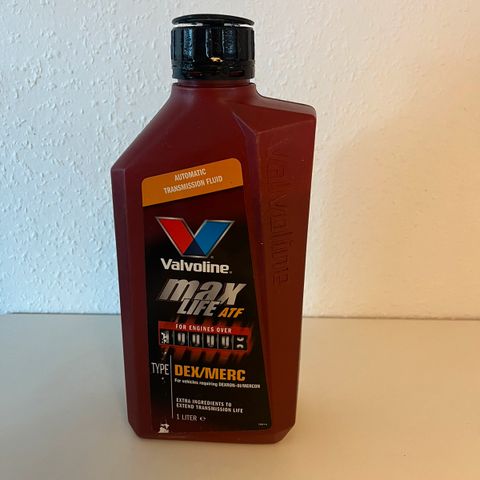 AUTOMATIC
TRANSMISSION FLUID
Valvoline
Valvoline
max
LIFE ATF
FOR ENGINES OVER
TYPE DEX/MERC
For vehicles requiring DEXRON-III/MERCON
EXTRA INGREDIENTS TO
EXTEND TRANSMISSION LIFE
1 LITER e